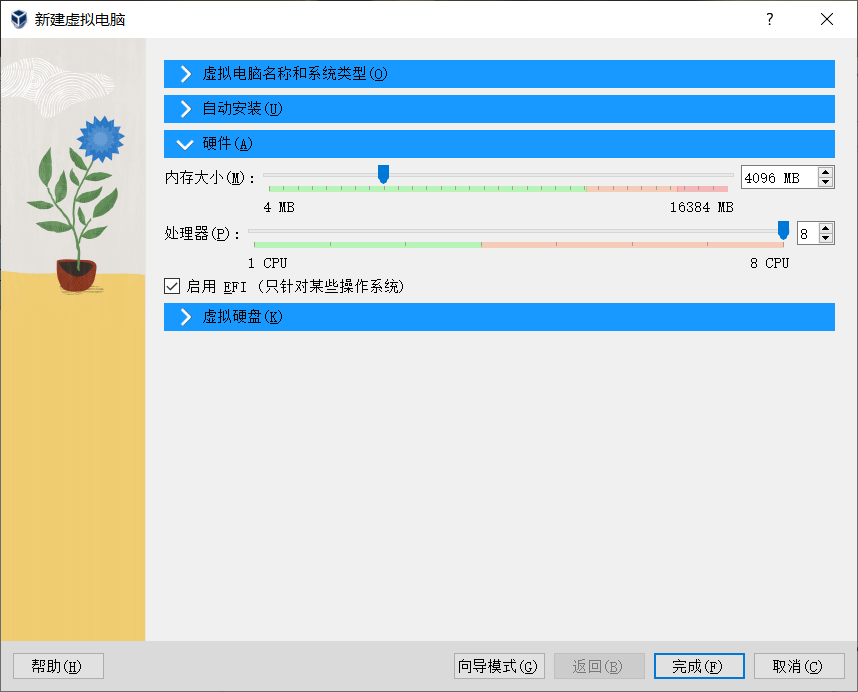 新建虚拟电脑
虚拟电脑名称和系统类型(O)
自动安装(U)
硬件(A)
内存大小(M)： 4096 MB
4 MB 16384 MB
处理器(P)： 8
1 CPU 8 CPU
启用 EFI（只针对某些操作系统）
虚拟硬盘(K)
帮助(H) 向导模式(G) 返回(B) 完成(F) 取消(C)